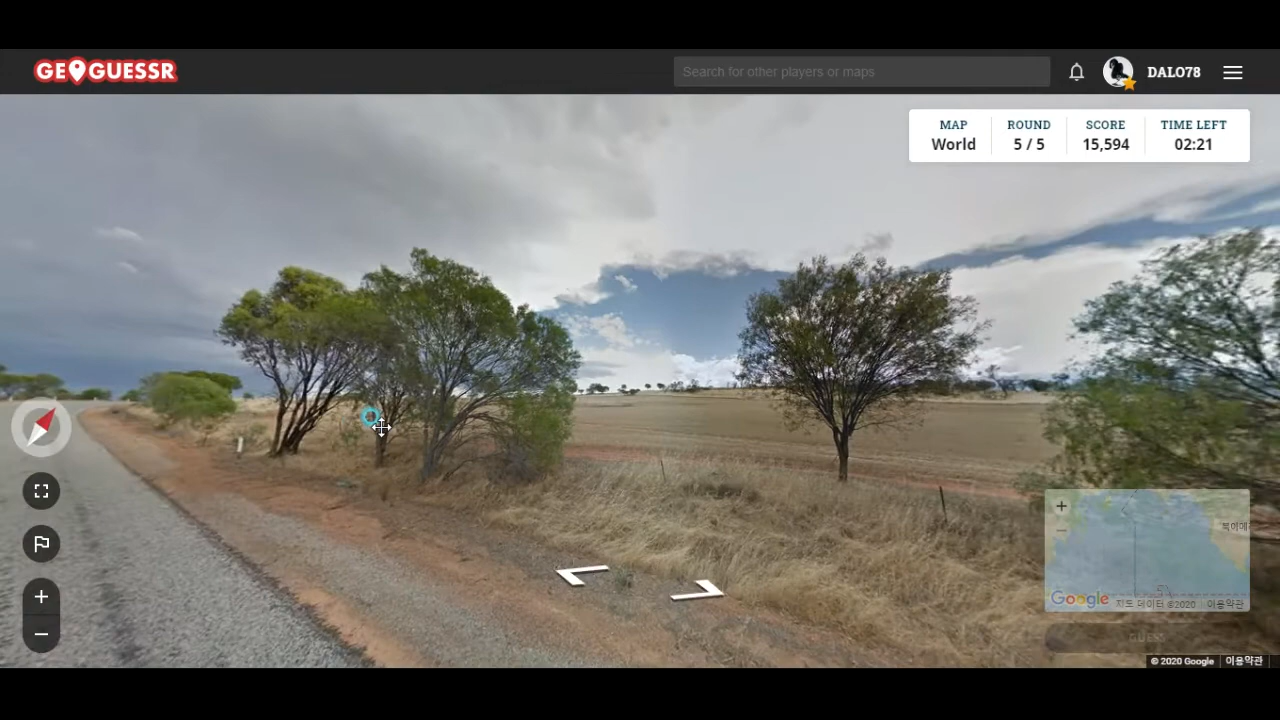 GEOGUESSR
Search for other players or maps
DALO78
MAP
World
ROUND
5 / 5
SCORE
15,594
TIME LEFT
02:21
+
−
+
−
Google
지도 데이터 ©2020
이용약관
GUESS
© 2020 Google
이용약관